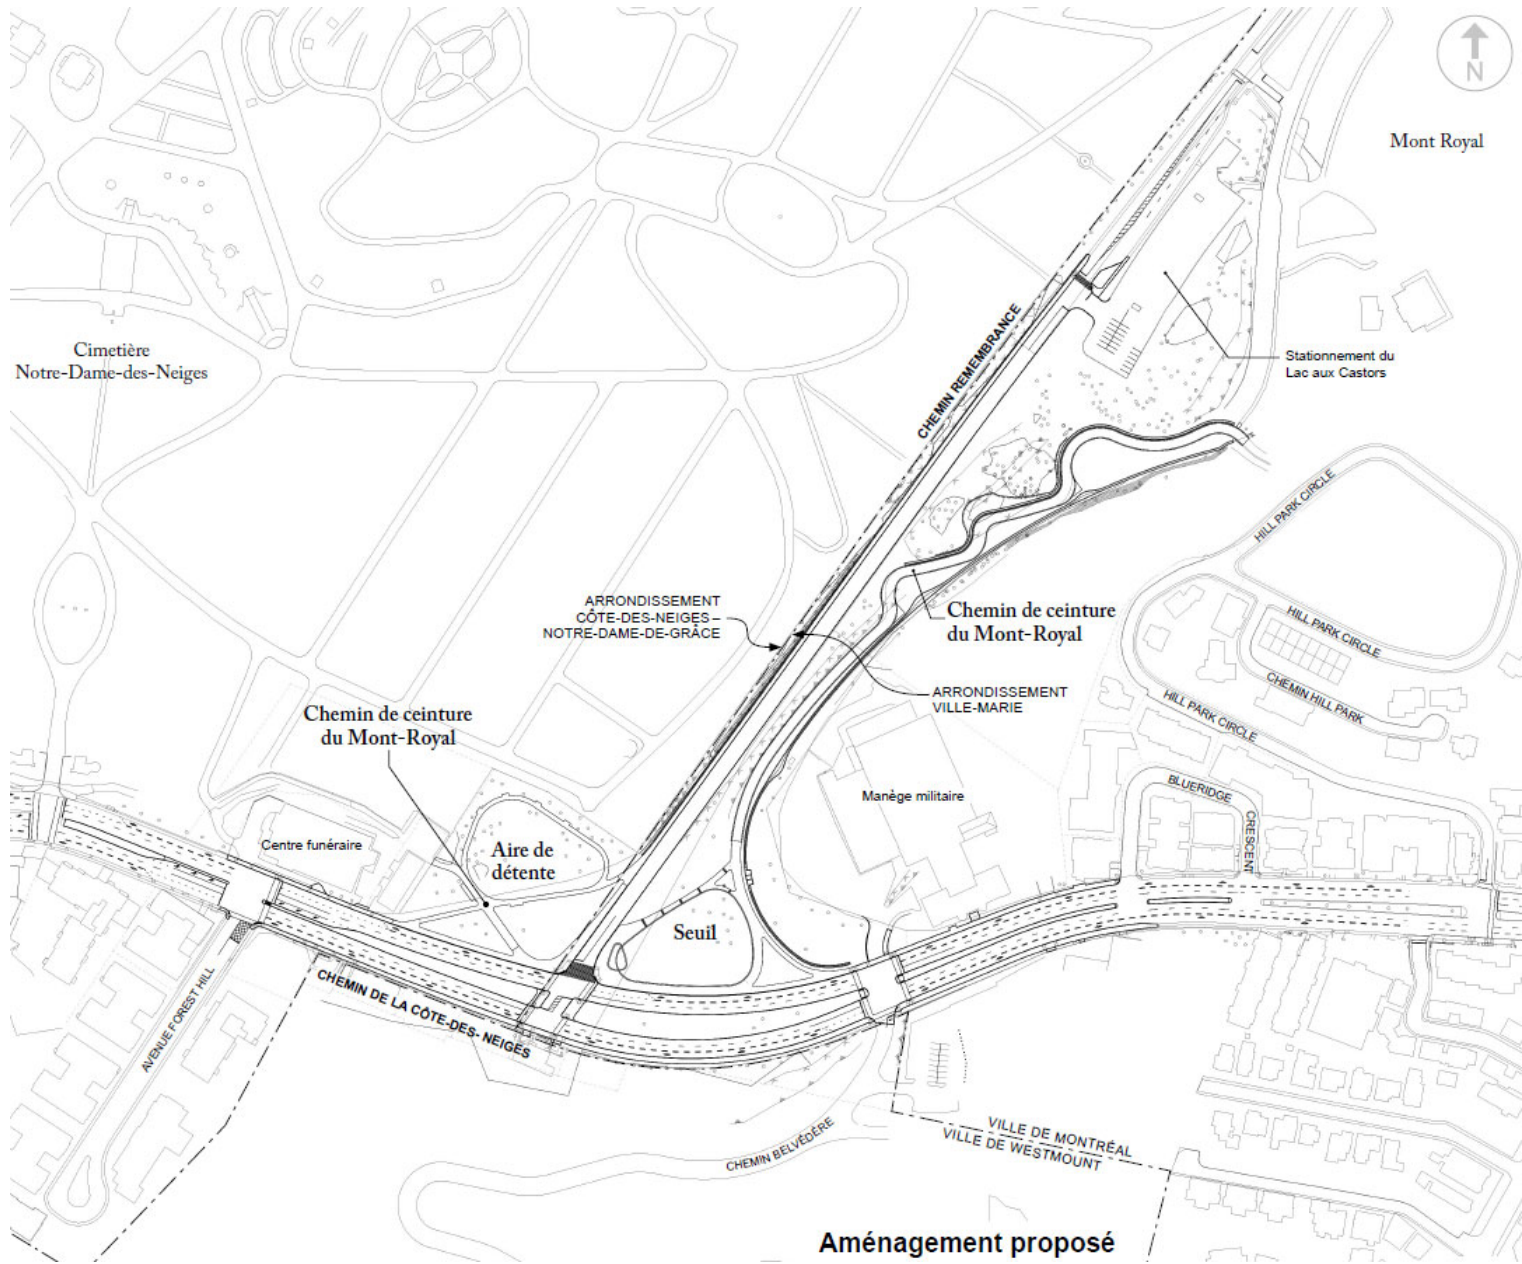 N
Mont Royal
Cimetière
Notre-Dame-des-Neiges
CHEMIN REMEMBRANCE
Stationnement du
Lac aux Castors
HILL PARK CIRCLE
ARRONDISSEMENT
CÔTE-DES-NEIGES –
NOTRE-DAME-DE-GRÂCE
Chemin de ceinture
du Mont-Royal
HILL PARK CIRCLE
CHEMIN HILL PARK
ARRONDISSEMENT
VILLE-MARIE
HILL PARK CIRCLE
Chemin de ceinture
du Mont-Royal
Manège militaire
BLUERIDGE
CRESCENT
Centre funéraire
Aire de
détente
Seuil
AVENUE FOREST HILL
CHEMIN DE LA CÔTE-DES- NEIGES
CHEMIN BELVÉDÈRE
VILLE DE MONTRÉAL
VILLE DE WESTMOUNT
Aménagement proposé